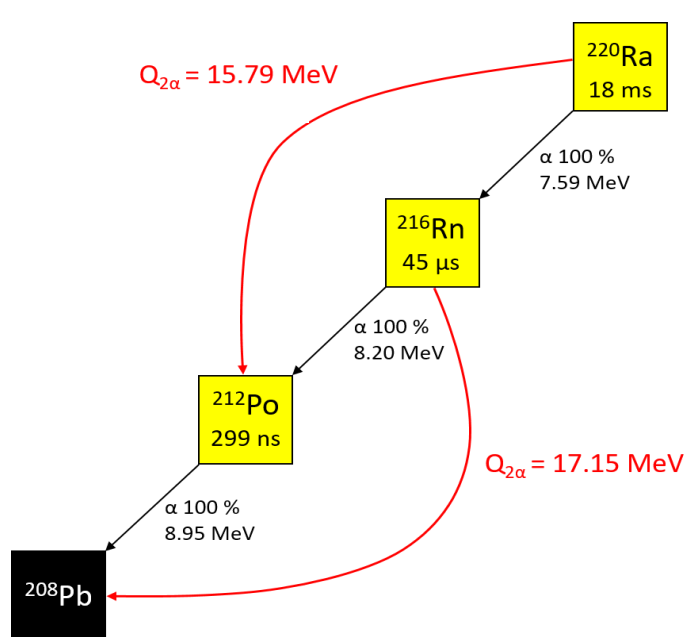 ²²⁰Ra
18 ms
Q₂α = 15.79 MeV
α 100 %
7.59 MeV
²¹⁶Rn
45 µs
α 100 %
8.20 MeV
²¹²Po
299 ns
Q₂α = 17.15 MeV
α 100 %
8.95 MeV
²⁰⁸Pb